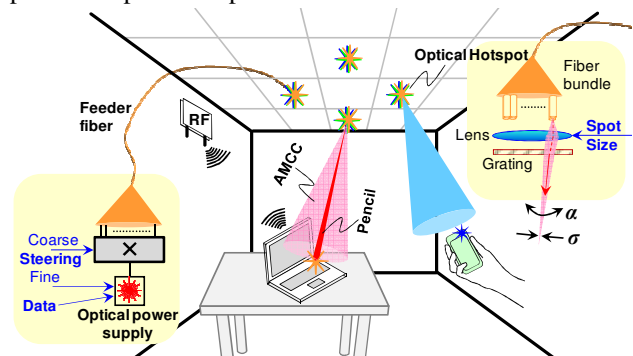 Optical Hotspot
Fiber
bundle
........
Feeder
fiber
RF
Lens
Spot
Size
Grating
AMCC
Pencil
α
σ
........
Coarse
Steering
×
Fine
Data
Optical power
supply